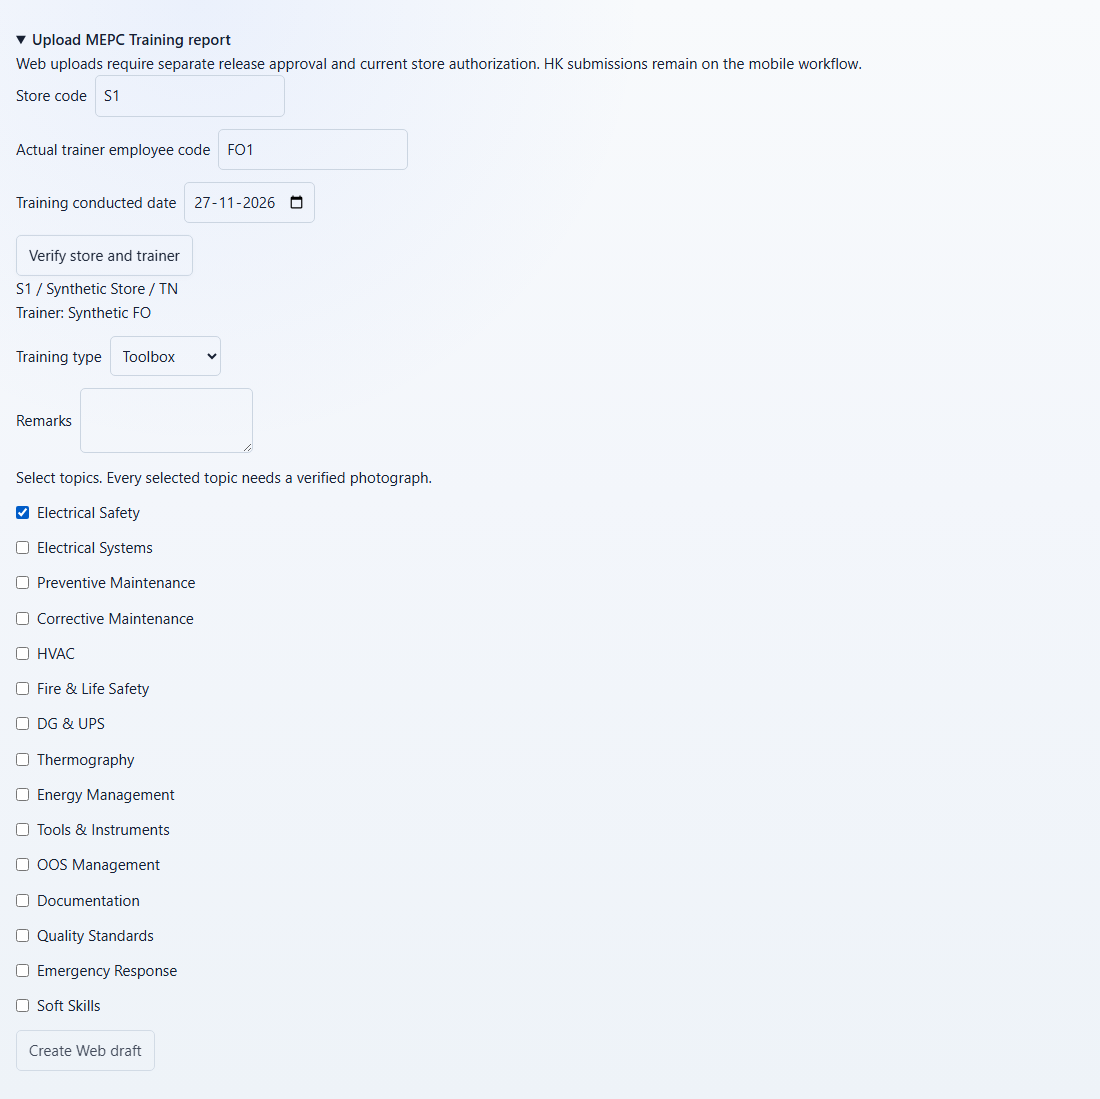 Upload MEPC Training report
Web uploads require separate release approval and current store authorization. HK submissions remain on the mobile workflow.
Store code S1
Actual trainer employee code FO1
Training conducted date 27-11-2026
Verify store and trainer
S1 / Synthetic Store / TN
Trainer: Synthetic FO
Training type Toolbox
Remarks
Select topics. Every selected topic needs a verified photograph.
Electrical Safety
Electrical Systems
Preventive Maintenance
Corrective Maintenance
HVAC
Fire & Life Safety
DG & UPS
Thermography
Energy Management
Tools & Instruments
OOS Management
Documentation
Quality Standards
Emergency Response
Soft Skills
Create Web draft